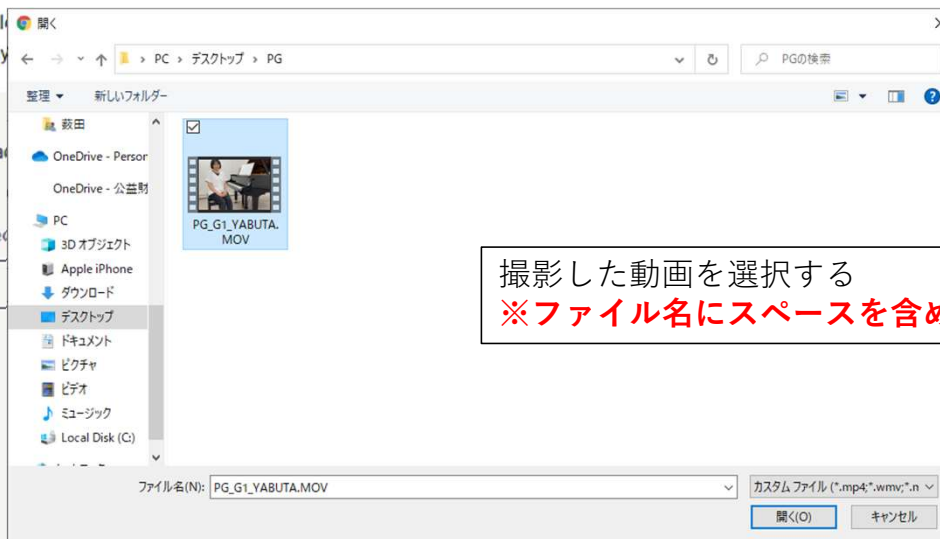 開く
PC › デスクトップ › PG
PGの検索
整理
新しいフォルダー
薮田
OneDrive - Person
OneDrive - 公益財
PC
3D オブジェクト
Apple iPhone
ダウンロード
デスクトップ
ドキュメント
ピクチャ
ビデオ
ミュージック
Local Disk (C:)
PG_G1_YABUTA.
MOV
撮影した動画を選択する
※ファイル名にスペースを含め
ファイル名(N): PG_G1_YABUTA.MOV
カスタム ファイル (*.mp4;*.wmv;*.n
開く(O)
キャンセル